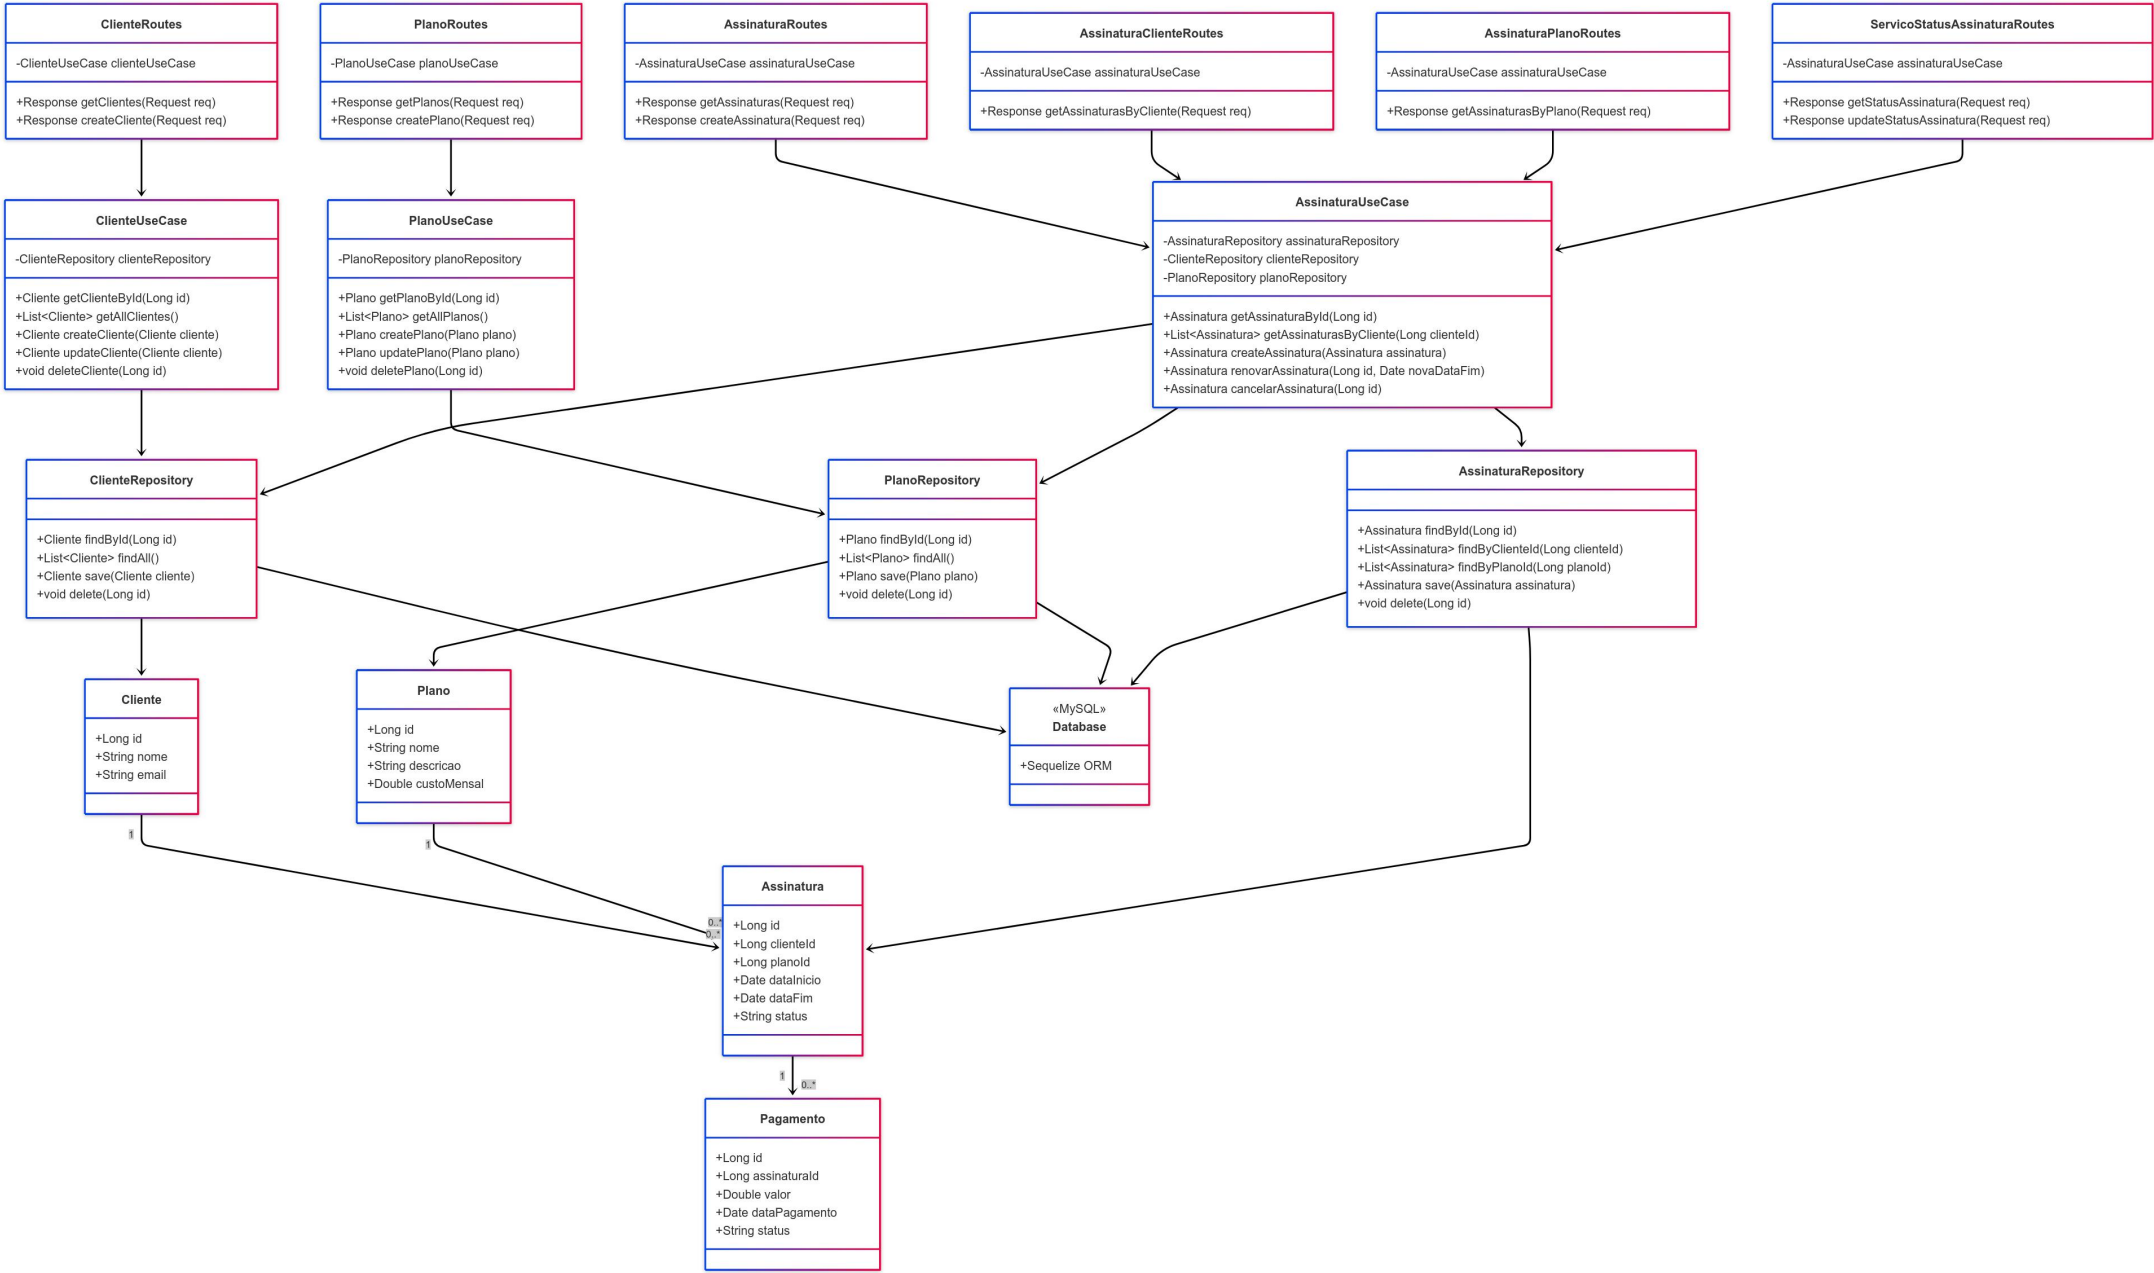 ClienteRoutes
-ClienteUseCase clienteUseCase
+Response getClientes(Request req)
+Response createCliente(Request req)
PlanoRoutes
-PlanoUseCase planoUseCase
+Response getPlanos(Request req)
+Response createPlano(Request req)
AssinaturaRoutes
-AssinaturaUseCase assinaturaUseCase
+Response getAssinaturas(Request req)
+Response createAssinatura(Request req)
AssinaturaClienteRoutes
-AssinaturaUseCase assinaturaUseCase
+Response getAssinaturasByCliente(Request req)
AssinaturaPlanoRoutes
-AssinaturaUseCase assinaturaUseCase
+Response getAssinaturasByPlano(Request req)
ServicoStatusAssinaturaRoutes
-AssinaturaUseCase assinaturaUseCase
+Response getStatusAssinatura(Request req)
+Response updateStatusAssinatura(Request req)
ClienteUseCase
-ClienteRepository clienteRepository
+Cliente getClienteById(Long id)
+List<Cliente> getAllClientes()
+Cliente createCliente(Cliente cliente)
+Cliente updateCliente(Cliente cliente)
+void deleteCliente(Long id)
PlanoUseCase
-PlanoRepository planoRepository
+Plano getPlanoById(Long id)
+List<Plano> getAllPlanos()
+Plano createPlano(Plano plano)
+Plano updatePlano(Plano plano)
+void deletePlano(Long id)
AssinaturaUseCase
-AssinaturaRepository assinaturaRepository
-ClienteRepository clienteRepository
-PlanoRepository planoRepository
+Assinatura getAssinaturaById(Long id)
+List<Assinatura> getAssinaturasByCliente(Long clienteId)
+Assinatura createAssinatura(Assinatura assinatura)
+Assinatura renovarAssinatura(Long id, Date novaDataFim)
+Assinatura cancelarAssinatura(Long id)
ClienteRepository
+Cliente findById(Long id)
+List<Cliente> findAll()
+Cliente save(Cliente cliente)
+void delete(Long id)
PlanoRepository
+Plano findById(Long id)
+List<Plano> findAll()
+Plano save(Plano plano)
+void delete(Long id)
AssinaturaRepository
+Assinatura findById(Long id)
+List<Assinatura> findByClienteId(Long clienteId)
+List<Assinatura> findByPlanoId(Long planoId)
+Assinatura save(Assinatura assinatura)
+void delete(Long id)
Cliente
+Long id
+String nome
+String email
Plano
+Long id
+String nome
+String descricao
+Double custoMensal
«MySQL»
Database
+Sequelize ORM
1
1
0..*
0..*
Assinatura
+Long id
+Long clienteId
+Long planoId
+Date dataInicio
+Date dataFim
+String status
1
0..*
Pagamento
+Long id
+Long assinaturaId
+Double valor
+Date dataPagamento
+String status